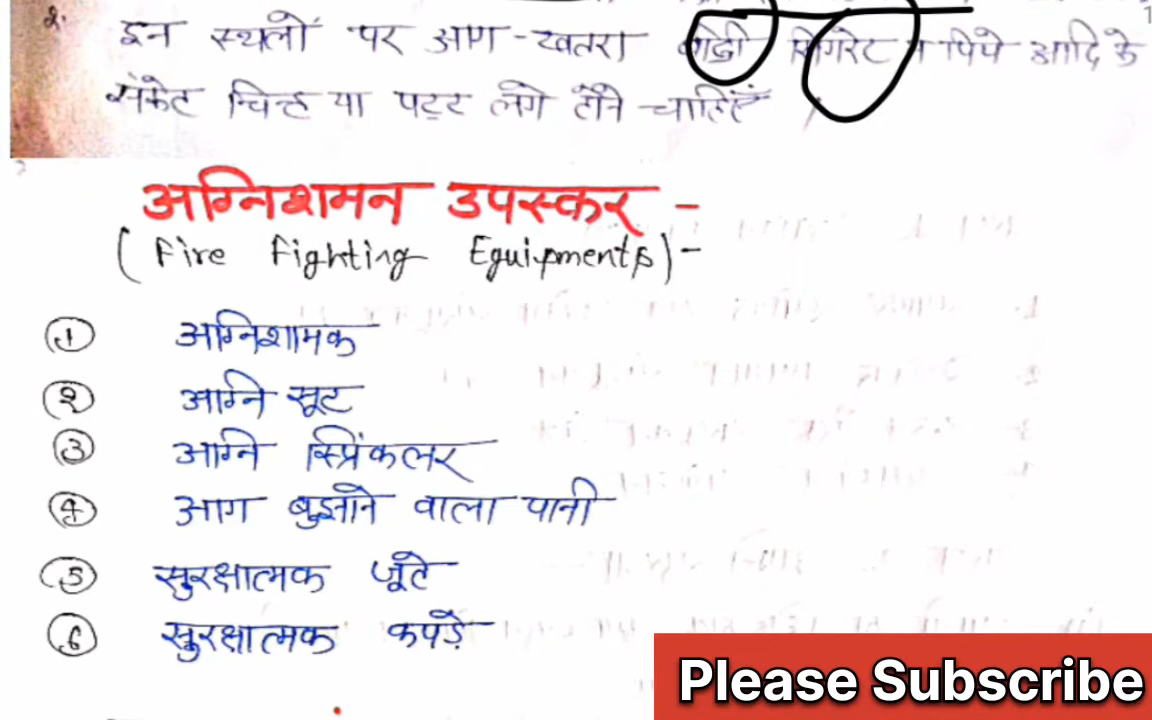 2. इन स्थलों पर आग-खतरा बीड़ी सिगरेट न पिये आदि के
संकेत चिन्ह या पट्ट लगे होने चाहिएँ
अग्निशमन उपस्कर -
(Fire Fighting Equipments)-
① अग्निशामक
② अग्नि सूट
③ अग्नि स्प्रिंकलर
④ आग बुझाने वाला पानी
⑤ सुरक्षात्मक जूते
⑥ सुरक्षात्मक कपड़े
Please Subscribe